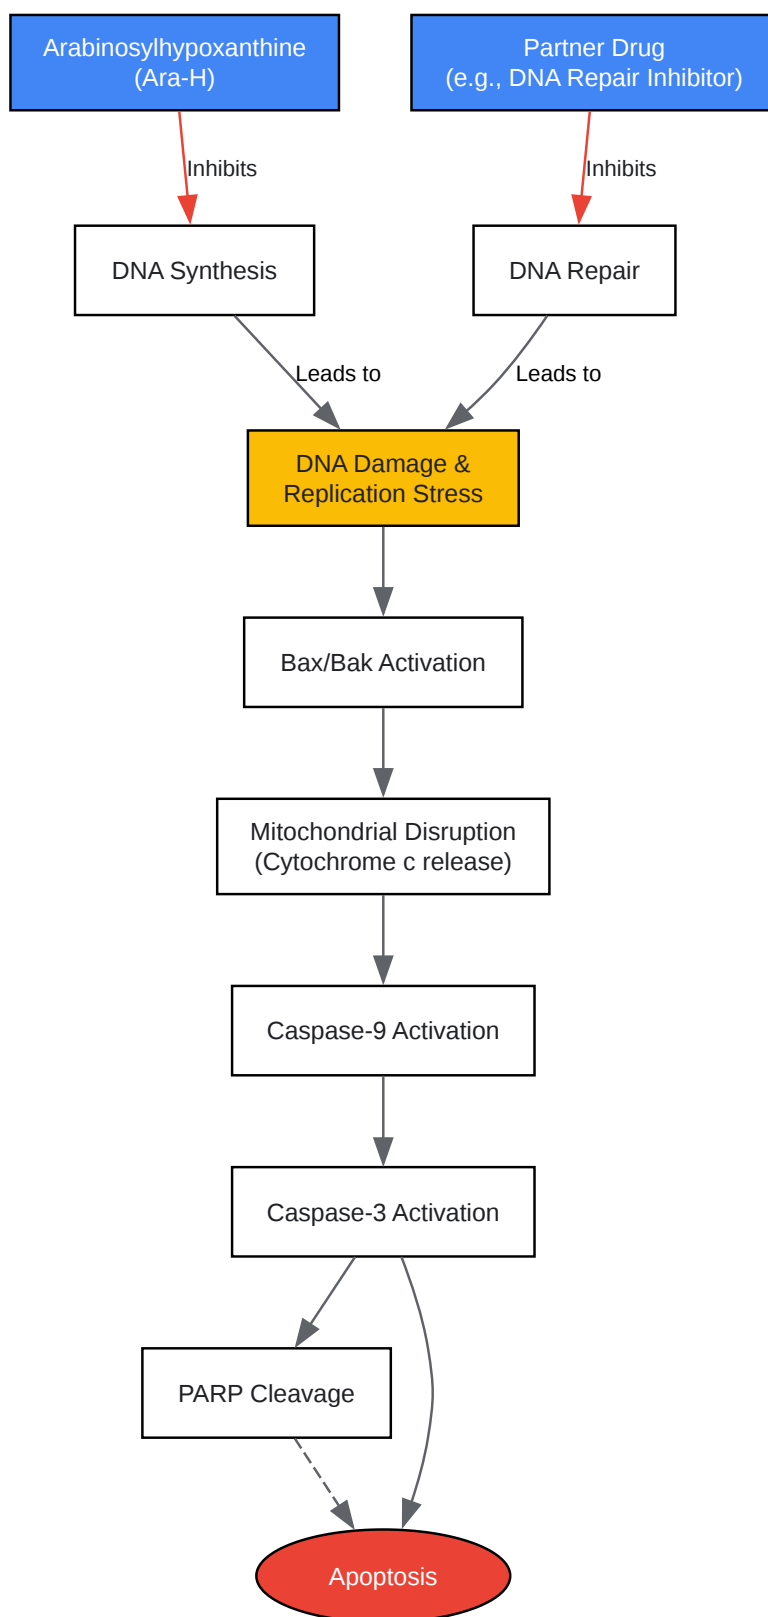 Arabinosylhypoxanthine
(Ara-H)
Partner Drug
(e.g., DNA Repair Inhibitor)
Inhibits
Inhibits
DNA Synthesis
DNA Repair
Leads to
Leads to
DNA Damage &
Replication Stress
Bax/Bak Activation
Mitochondrial Disruption
(Cytochrome c release)
Caspase-9 Activation
Caspase-3 Activation
PARP Cleavage
Apoptosis